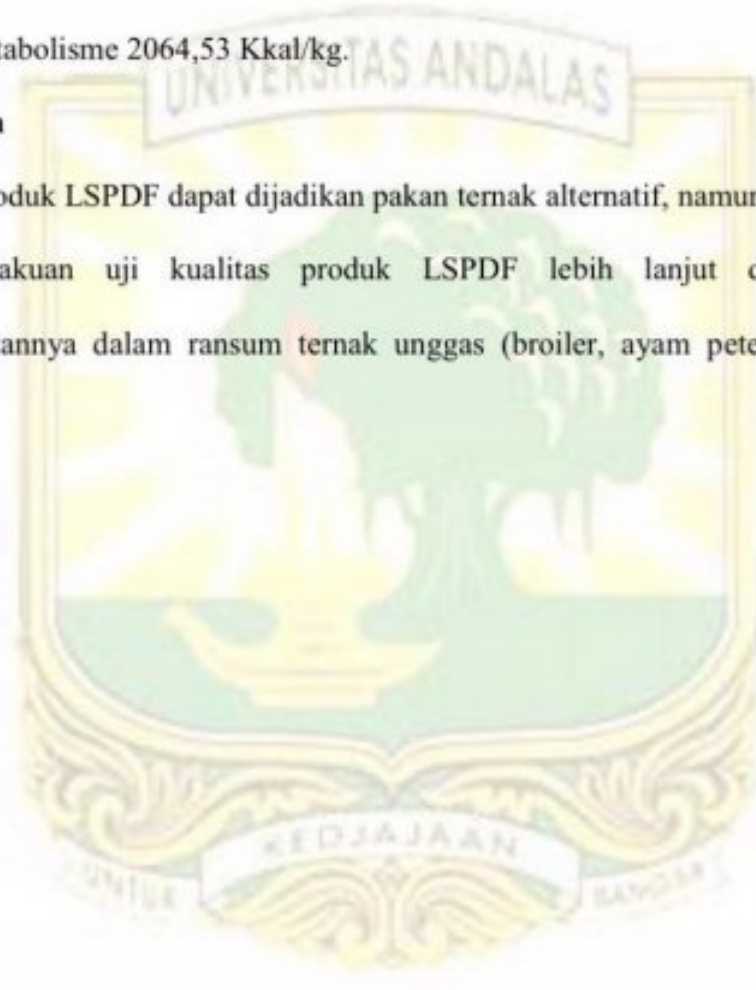 tabolisme 2064,53 Kkal/kg.
UNIVERSITAS ANDALAS
n
oduk LSPDF dapat dijadikan pakan ternak alternatif, namun
akuan uji kualitas produk LSPDF lebih lanjut
annya dalam ransum ternak unggas (broiler, ayam pete
KEDJAJAAN
UNTUK
BANGSA